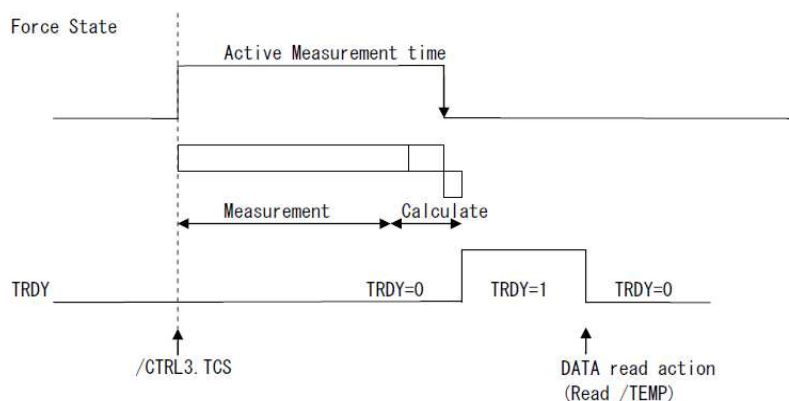 Force State
Active Measurement time
Measurement
Calculate
TRDY
TRDY=0
TRDY=1
TRDY=0
/CTRL3.TCS
DATA read action
(Read /TEMP)